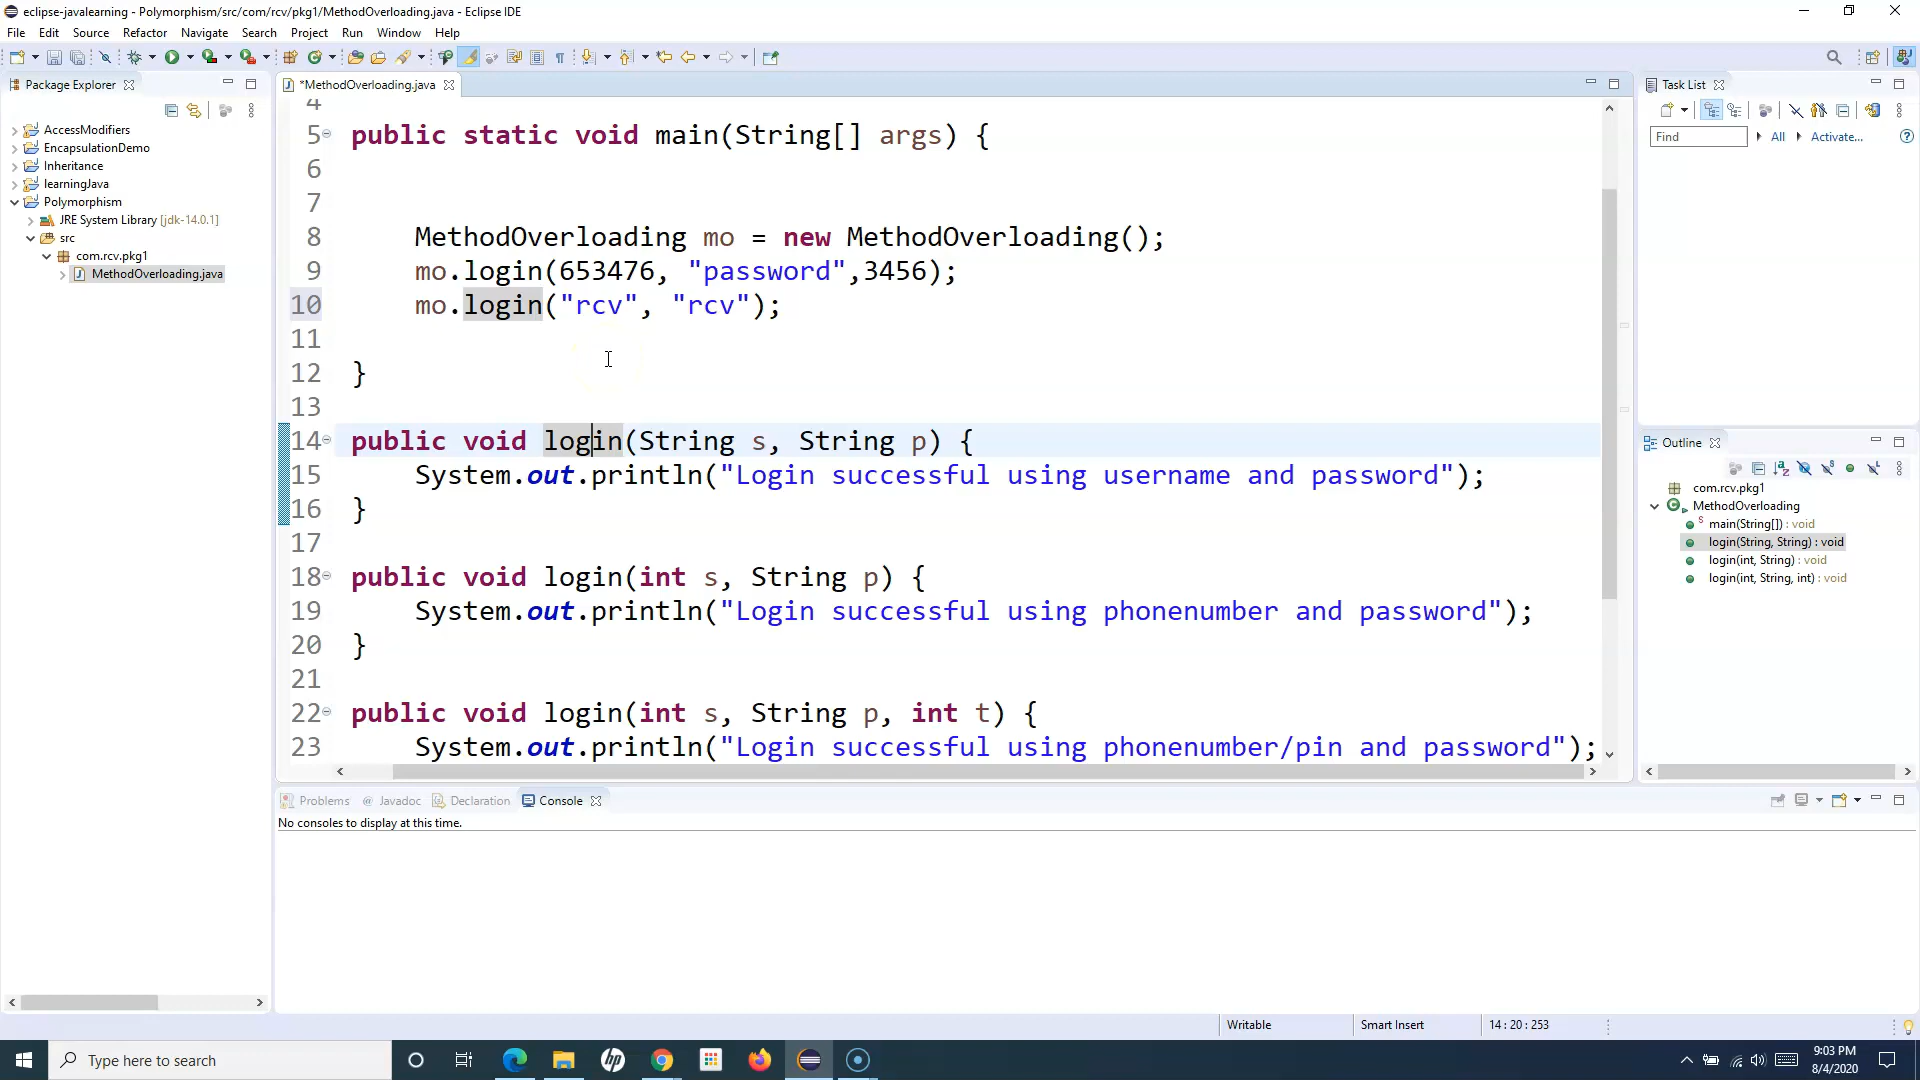 eclipse-javalearning - Polymorphism/src/com/rcv/pkg1/MethodOverloading.java - Eclipse IDE
File Edit Source Refactor Navigate Search Project Run Window Help
Package Explorer
AccessModifiers
EncapsulationDemo
Inheritance
learningJava
Polymorphism
JRE System Library [jdk-14.0.1]
src
com.rcv.pkg1
MethodOverloading.java
*MethodOverloading.java
4
5 public static void main(String[] args) {
6
7
8 MethodOverloading mo = new MethodOverloading();
9 mo.login(653476, "password",3456);
10 mo.login("rcv", "rcv");
11
12 }
13
14 public void login(String s, String p) {
15 System.out.println("Login successful using username and password");
16 }
17
18 public void login(int s, String p) {
19 System.out.println("Login successful using phonenumber and password");
20 }
21
22 public void login(int s, String p, int t) {
23 System.out.println("Login successful using phonenumber/pin and password");
Task List
Find All Activate...
Outline
com.rcv.pkg1
MethodOverloading
main(String[]) : void
login(String, String) : void
login(int, String) : void
login(int, String, int) : void
Problems @ Javadoc Declaration Console
No consoles to display at this time.
Writable Smart Insert 14 : 20 : 253
Type here to search
hp
9:03 PM
8/4/2020